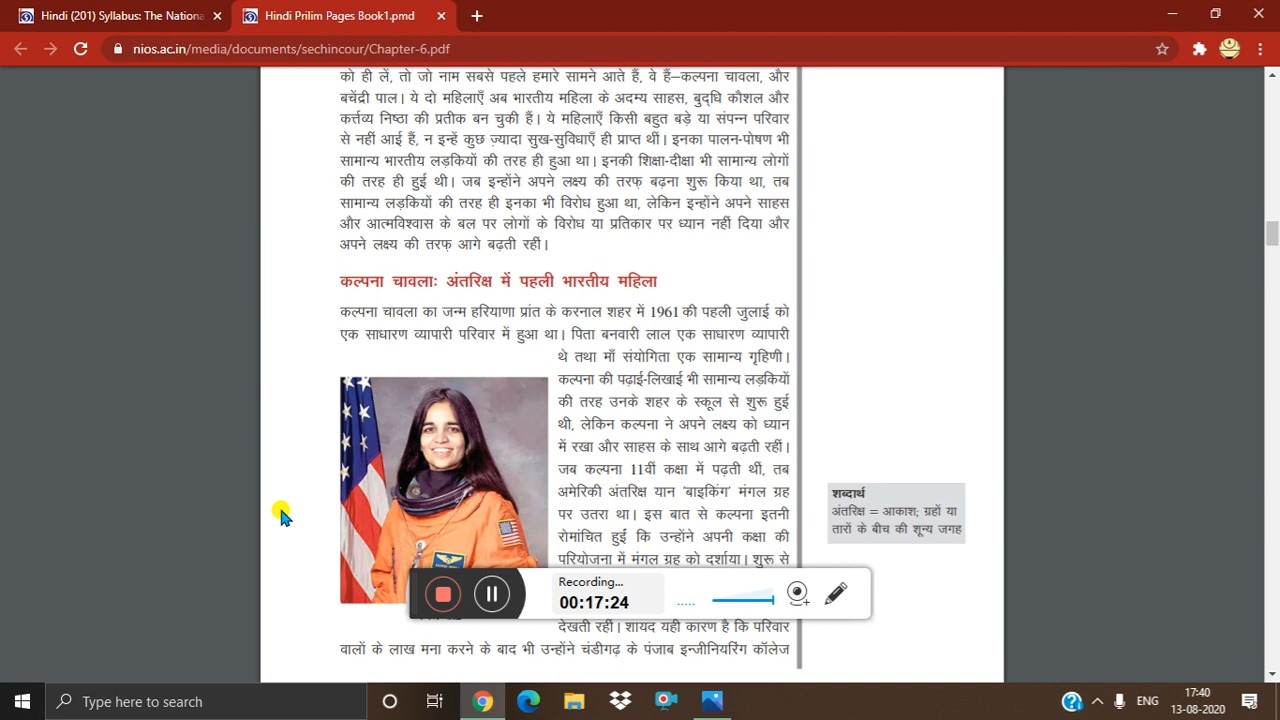 Hindi (201) Syllabus: The Nationa
Hindi Prilim Pages Book1.pmd
nios.ac.in/media/documents/sechincour/Chapter-6.pdf
को ही लें, तो जो नाम सबसे पहले हमारे सामने आते हैं, वे हैं–कल्पना चावला, और
बचेंद्री पाल। ये दो महिलाएँ अब भारतीय महिला के अदम्य साहस, बुद्धि कौशल और
कर्त्तव्य निष्ठा की प्रतीक बन चुकी हैं। ये महिलाएँ किसी बहुत बड़े या संपन्न परिवार
से नहीं आई हैं, न इन्हें कुछ ज़्यादा सुख-सुविधाएँ ही प्राप्त थीं। इनका पालन-पोषण भी
सामान्य भारतीय लड़कियों की तरह ही हुआ था। इनकी शिक्षा-दीक्षा भी सामान्य लोगों
की तरह ही हुई थी। जब इन्होंने अपने लक्ष्य की तरफ़ बढ़ना शुरू किया था, तब
सामान्य लड़कियों की तरह ही इनका भी विरोध हुआ था, लेकिन इन्होंने अपने साहस
और आत्मविश्वास के बल पर लोगों के विरोध या प्रतिकार पर ध्यान नहीं दिया और
अपने लक्ष्य की तरफ़ आगे बढ़ती रहीं।
कल्पना चावलाः अंतरिक्ष में पहली भारतीय महिला
कल्पना चावला का जन्म हरियाणा प्रांत के करनाल शहर में 1961 की पहली जुलाई को
एक साधारण व्यापारी परिवार में हुआ था। पिता बनवारी लाल एक साधारण व्यापारी
थे तथा माँ संयोगिता एक सामान्य गृहिणी।
कल्पना की पढ़ाई-लिखाई भी सामान्य लड़कियों
की तरह उनके शहर के स्कूल से शुरू हुई
थी, लेकिन कल्पना ने अपने लक्ष्य को ध्यान
में रखा और साहस के साथ आगे बढ़ती रहीं।
जब कल्पना 11वीं कक्षा में पढ़ती थीं, तब
अमेरिकी अंतरिक्ष यान 'बाइकिंग' मंगल ग्रह
पर उतरा था। इस बात से कल्पना इतनी
रोमांचित हुईं कि उन्होंने अपनी कक्षा की
परियोजना में मंगल ग्रह को दर्शाया। शुरू से
देखती रहीं। शायद यही कारण है कि परिवार
वालों के लाख मना करने के बाद भी उन्होंने चंडीगढ़ के पंजाब इन्जीनियरिंग कॉलेज
शब्दार्थ
अंतरिक्ष = आकाश; ग्रहों या
तारों के बीच की शून्य जगह
Recording...
00:17:24
Type here to search
ENG
17:40
13-08-2020